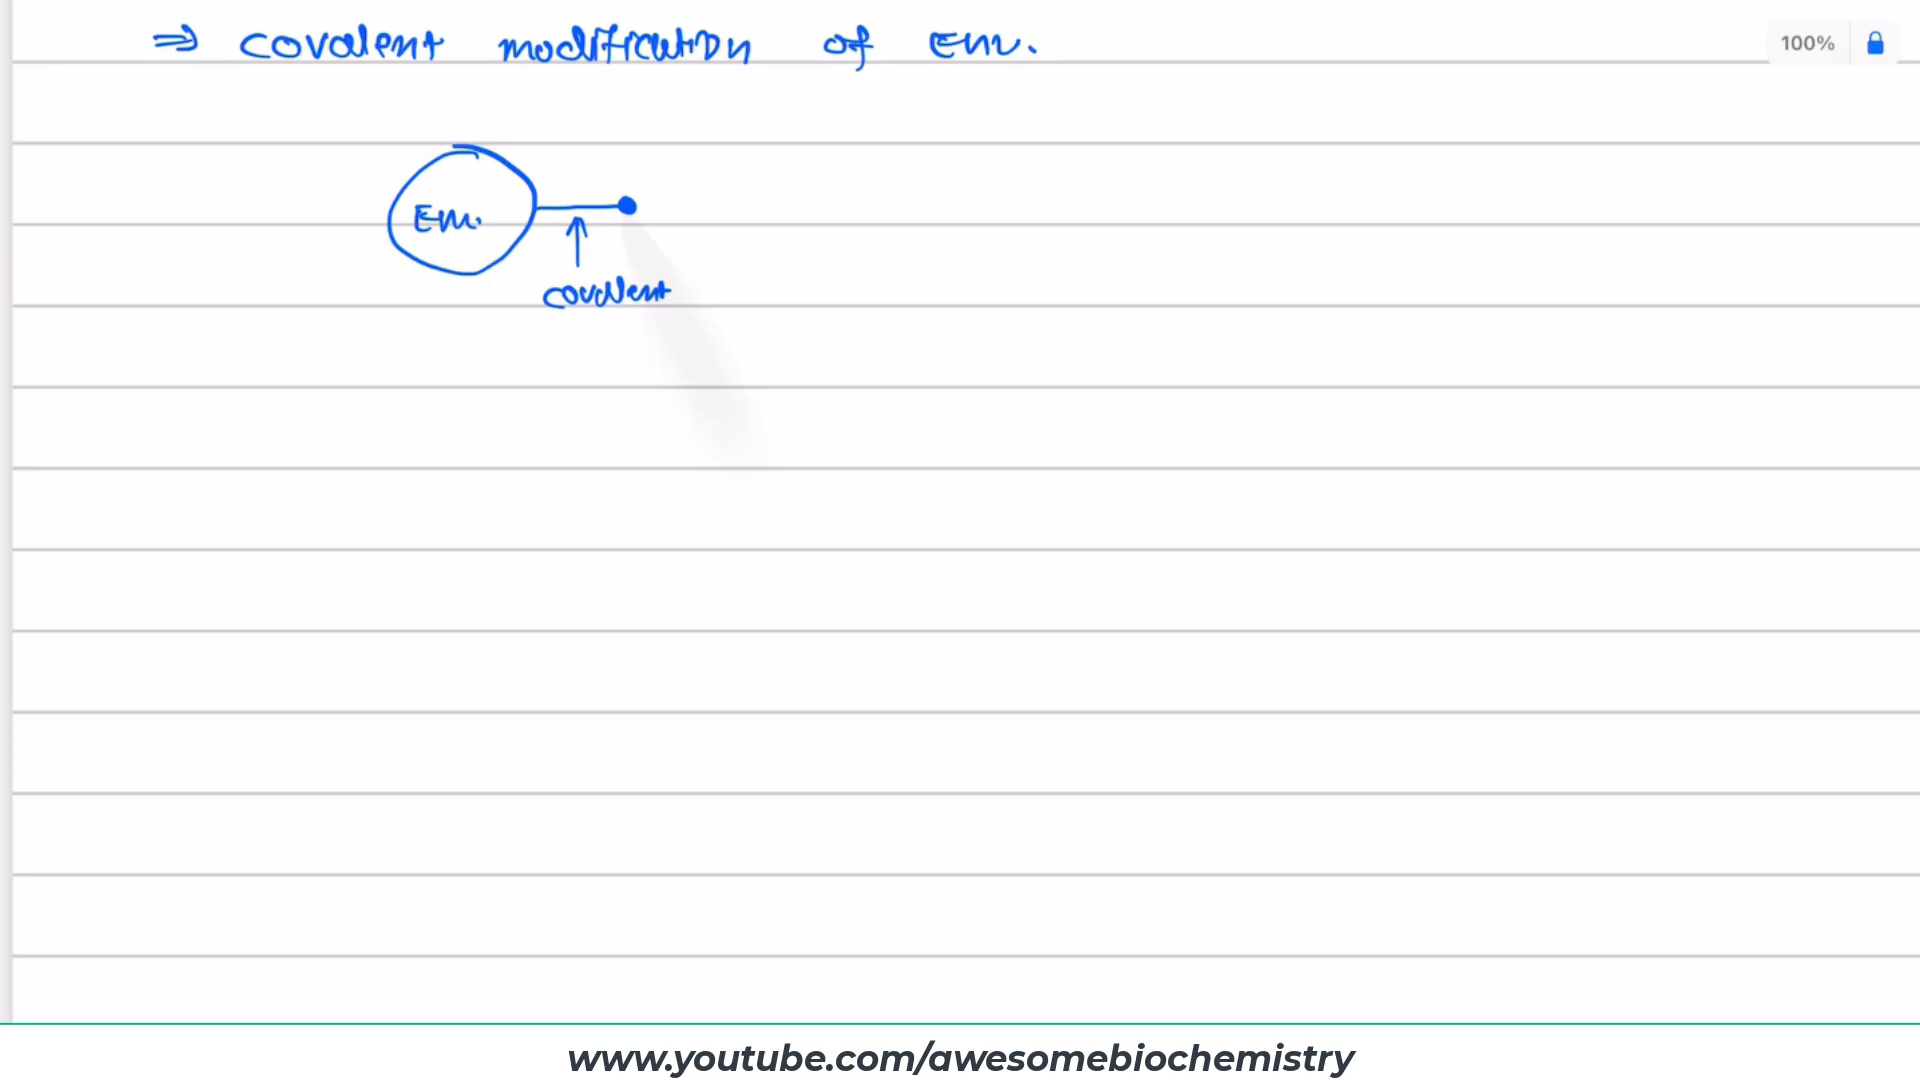 ⇒ covalent modification of Enz.
100%
Enz.
covalent
www.youtube.com/awesomebiochemistry